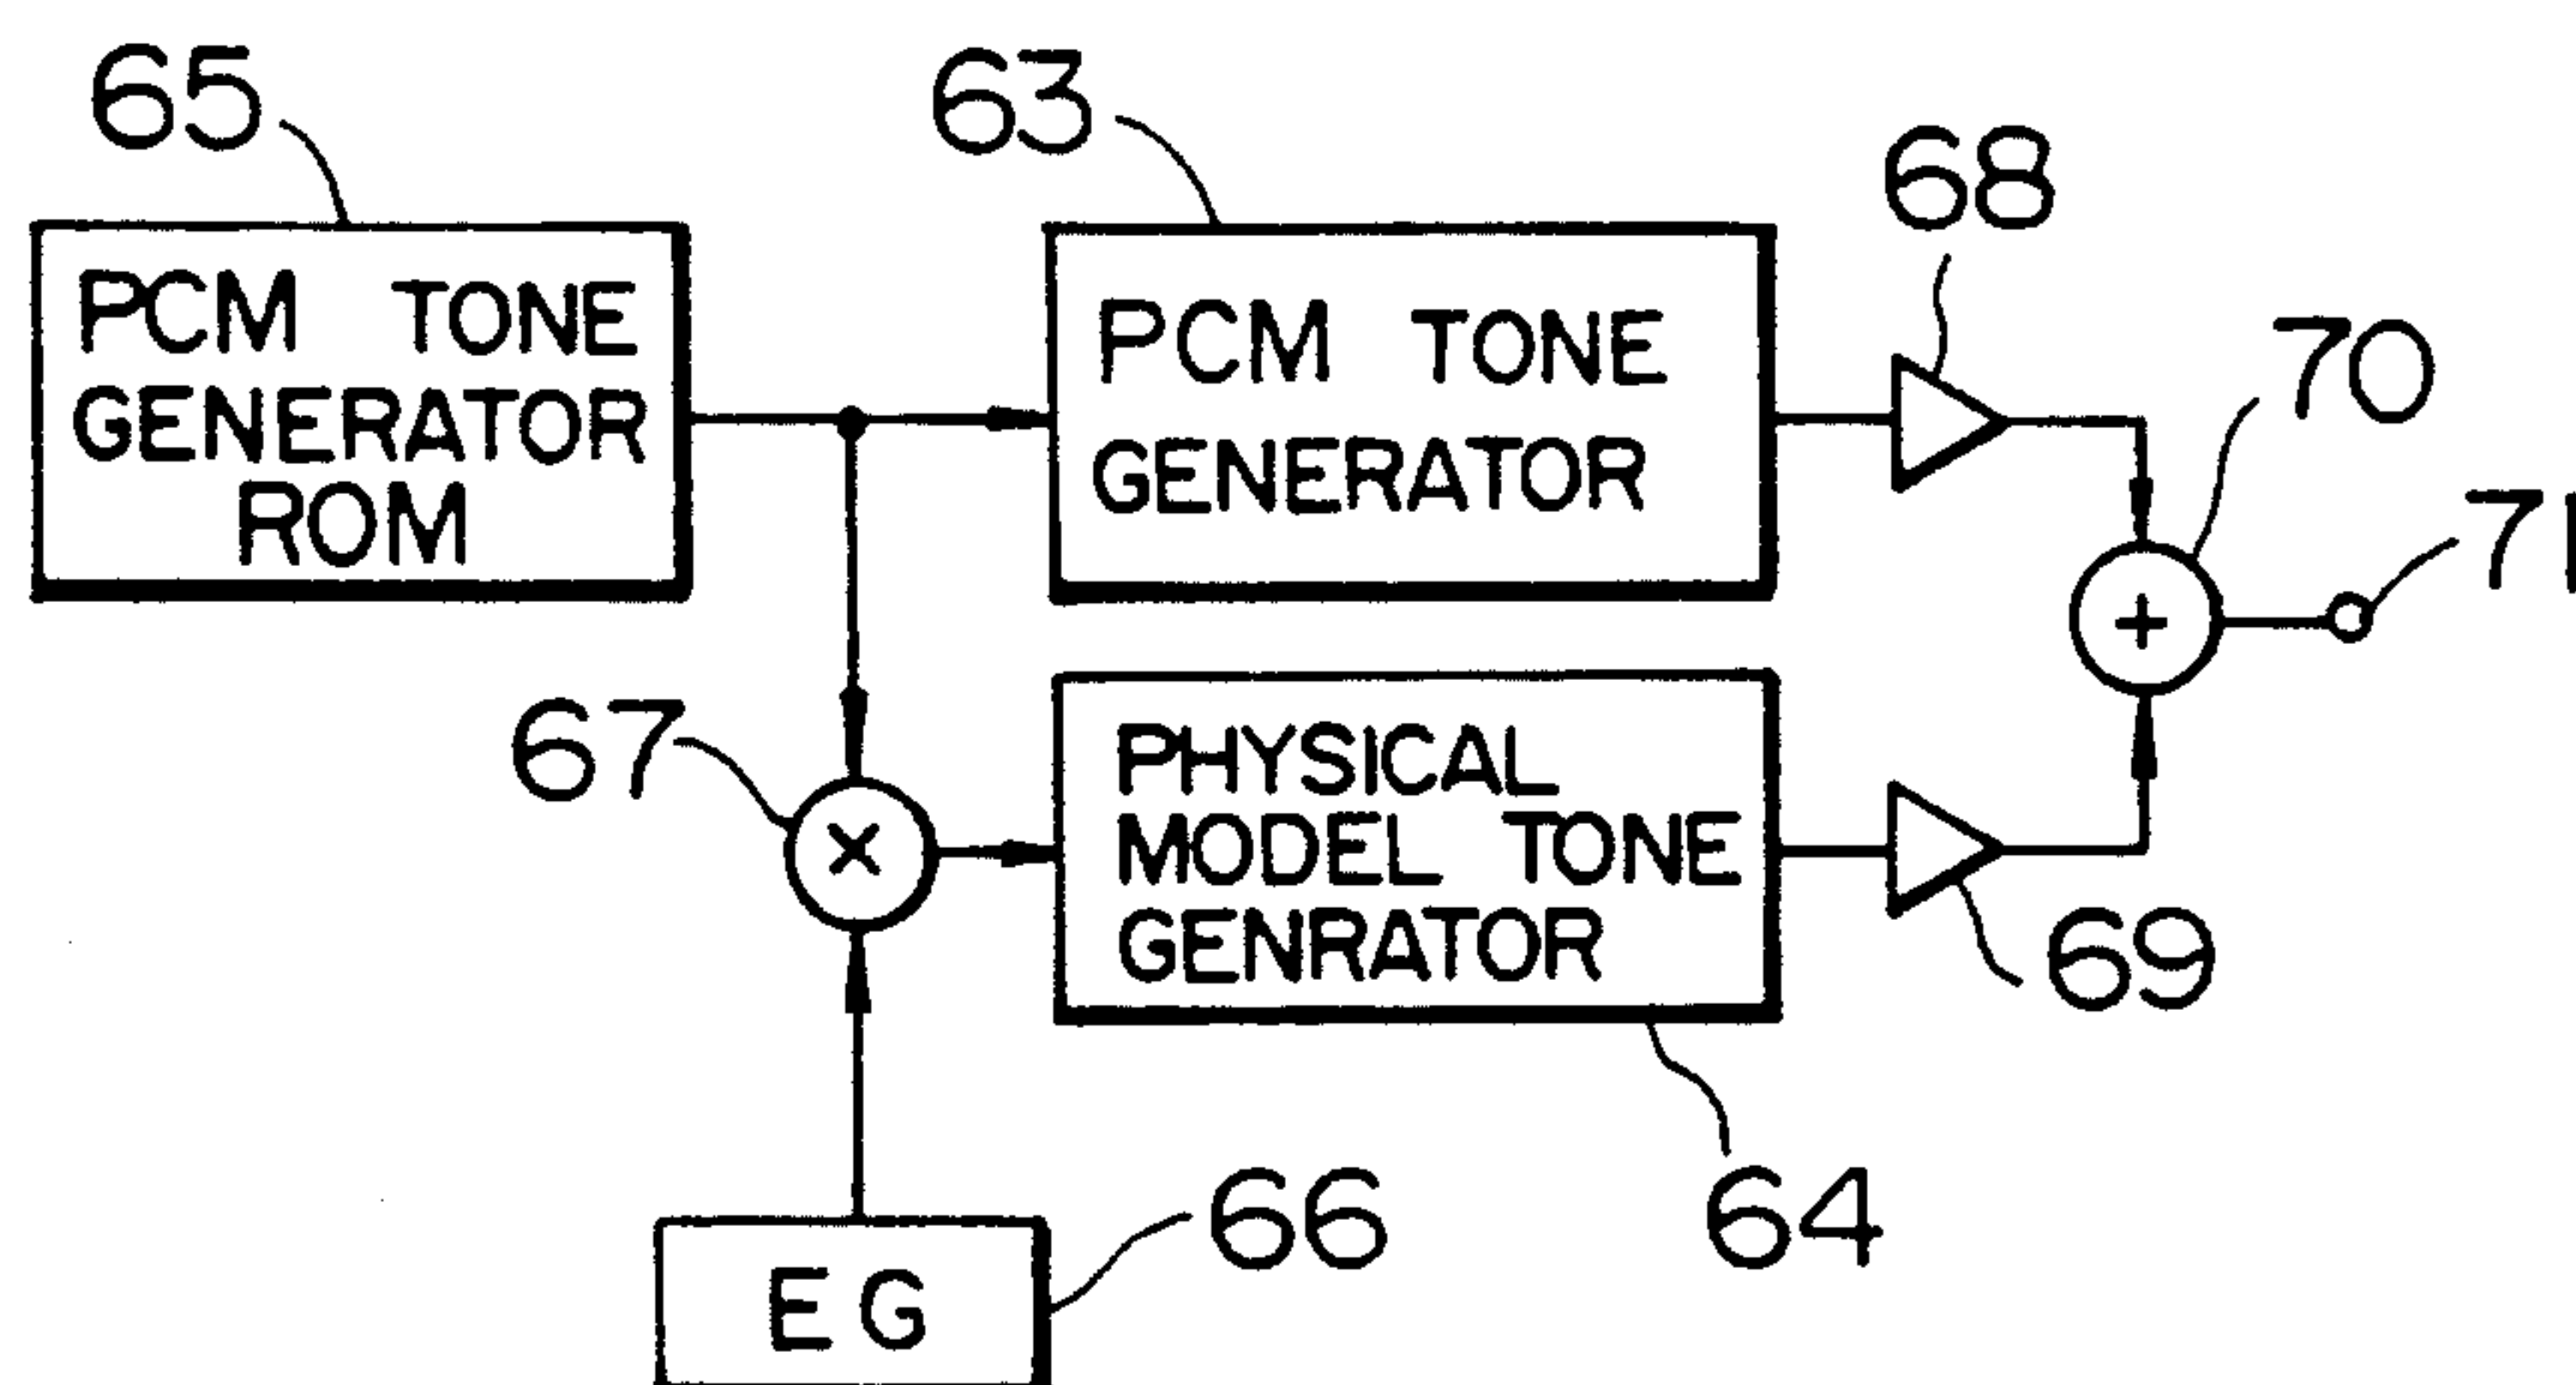 65
63
68
PCM TONE
GENERATOR
ROM
PCM TONE
GENERATOR
70
71
+
67
×
PHYSICAL
MODEL TONE
GENRATOR
69
66
64
EG